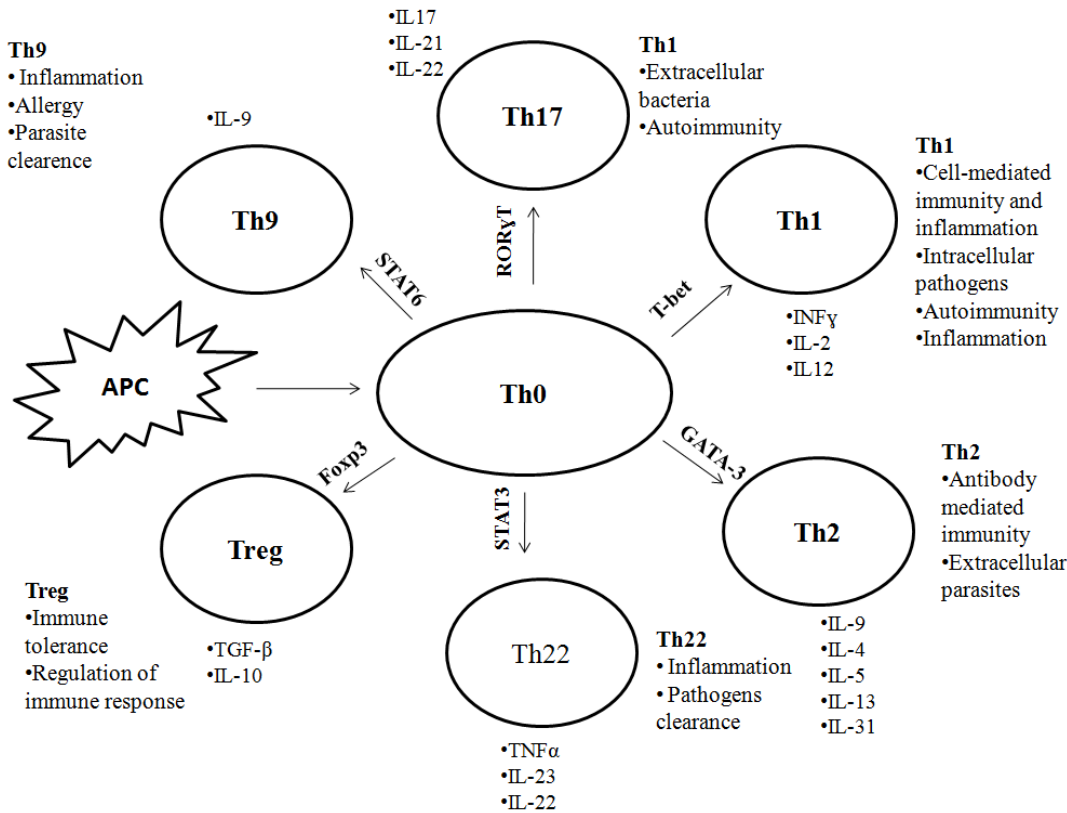 Th9
• Inflammation
•Allergy
•Parasite
clearence
•IL-9
Th9
STAT6
•IL17
•IL-21
•IL-22
Th17
Th1
•Extracellular
bacteria
•Autoimmunity
RORɣT
Th1
Th1
•Cell-mediated
immunity and
inflammation
•Intracellular
pathogens
•Autoimmunity
•Inflammation
T-bet
•INFɣ
•IL-2
•IL12
APC
Th0
Foxp3
STAT3
GATA-3
Treg
Treg
•Immune
tolerance
•Regulation of
immune response
•TGF-β
•IL-10
Th22
Th22
• Inflammation
• Pathogens
clearance
•TNFα
•IL-23
•IL-22
Th2
Th2
•Antibody
mediated
immunity
•Extracellular
parasites
•IL-9
•IL-4
•IL-5
•IL-13
•IL-31